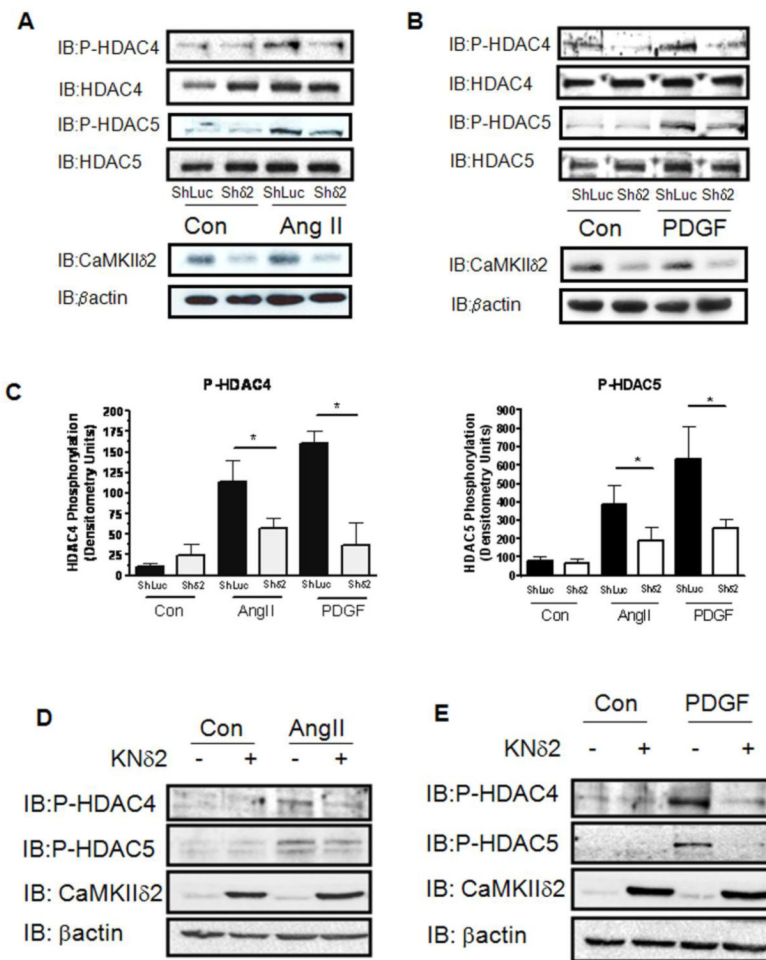 A
IB:P-HDAC4
IB:HDAC4
IB:P-HDAC5
IB:HDAC5
ShLuc Shδ2 ShLuc Shδ2
Con Ang II
IB:CaMKIIδ2
IB:βactin
B
IB:P-HDAC4
IB:HDAC4
IB:P-HDAC5
IB:HDAC5
ShLuc Shδ2 ShLuc Shδ2
Con PDGF
IB:CaMKIIδ2
IB:βactin
C
P-HDAC4
HDAC4 Phosphorylation
(Densitometry Units)
200
175
150
125
100
75
50
25
0
* *
ShLuc Shδ2 ShLuc Shδ2 ShLuc Shδ2
Con AngII PDGF
P-HDAC5
HDAC5 Phosphorylation
(Densitometry Units)
900
800
700
600
500
400
300
200
100
0
* *
ShLuc Shδ2 ShLuc Shδ2 ShLuc Shδ2
Con AngII PDGF
D
Con AngII
KNδ2 - + - +
IB:P-HDAC4
IB:P-HDAC5
IB: CaMKIIδ2
IB: βactin
E
Con PDGF
KNδ2 - + - +
IB:P-HDAC4
IB:P-HDAC5
IB: CaMKIIδ2
IB: βactin